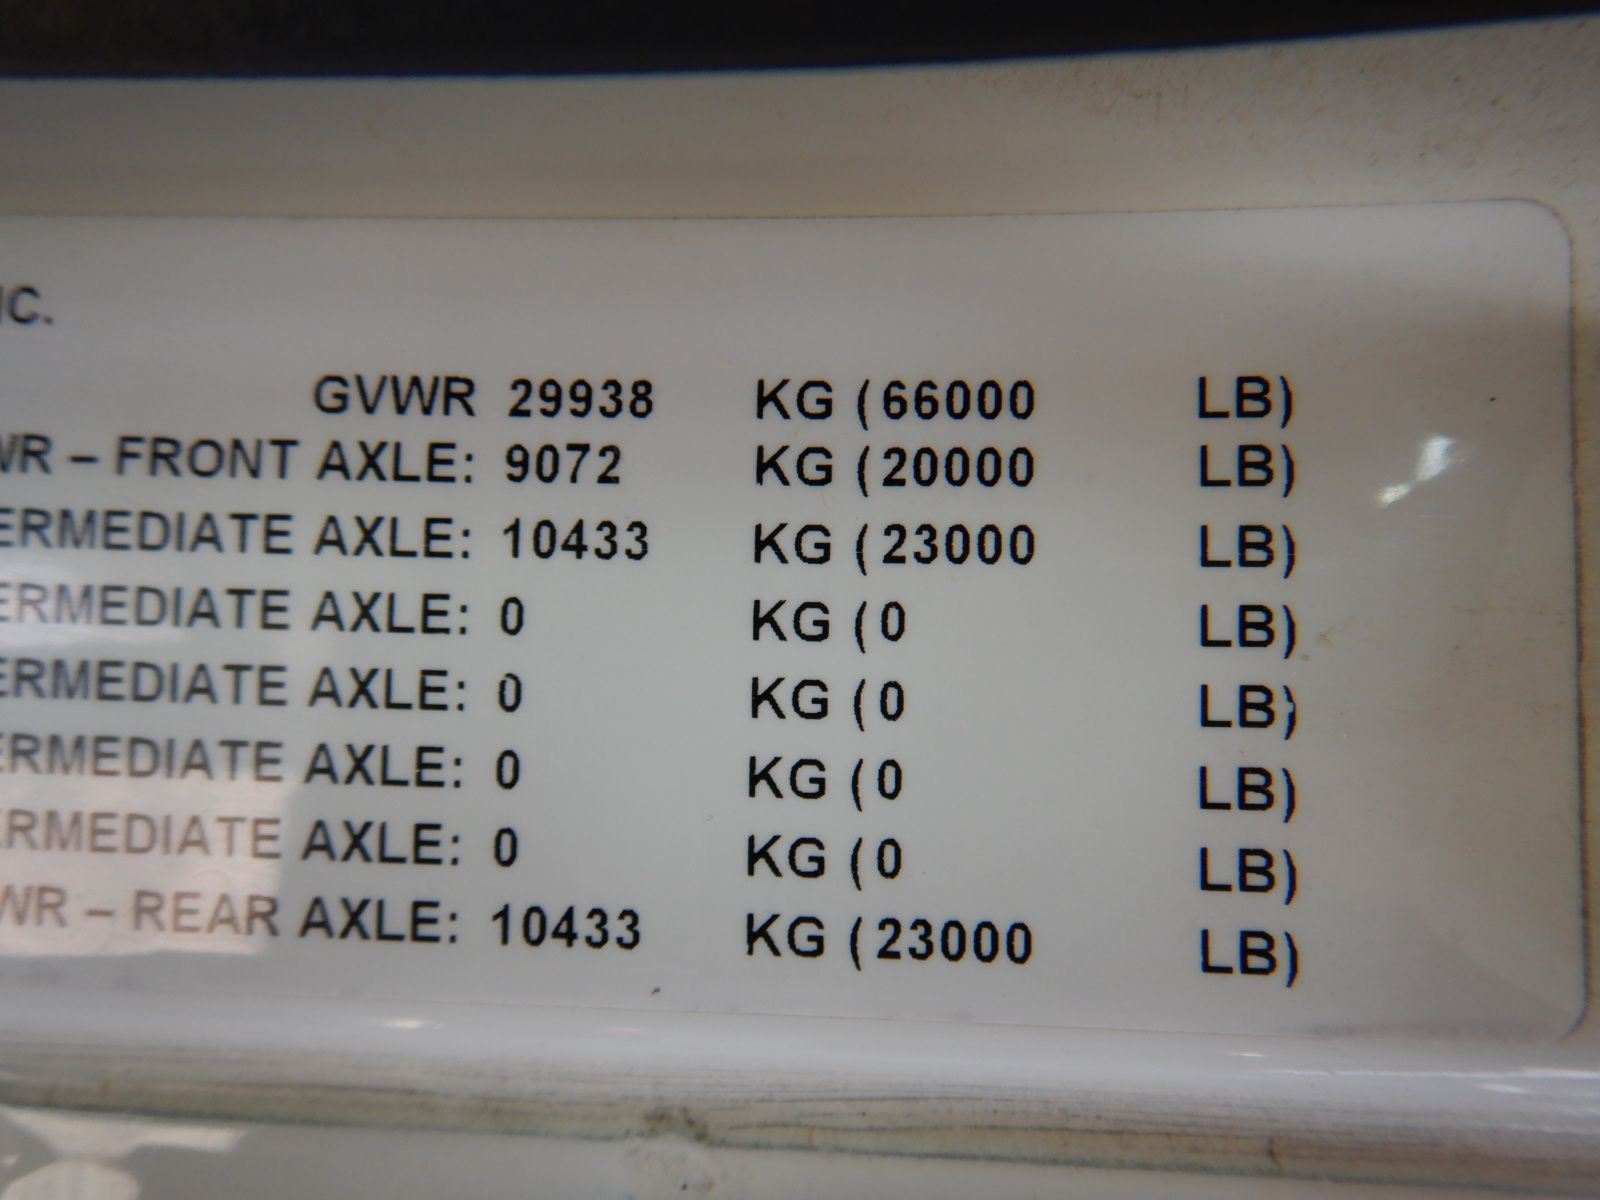 IC.
GVWR 29938 KG (66000 LB)
WR – FRONT AXLE: 9072 KG (20000 LB)
ERMEDIATE AXLE: 10433 KG (23000 LB)
ERMEDIATE AXLE: 0 KG (0 LB)
ERMEDIATE AXLE: 0 KG (0 LB)
ERMEDIATE AXLE: 0 KG (0 LB)
ERMEDIATE AXLE: 0 KG (0 LB)
WR – REAR AXLE: 10433 KG (23000 LB)